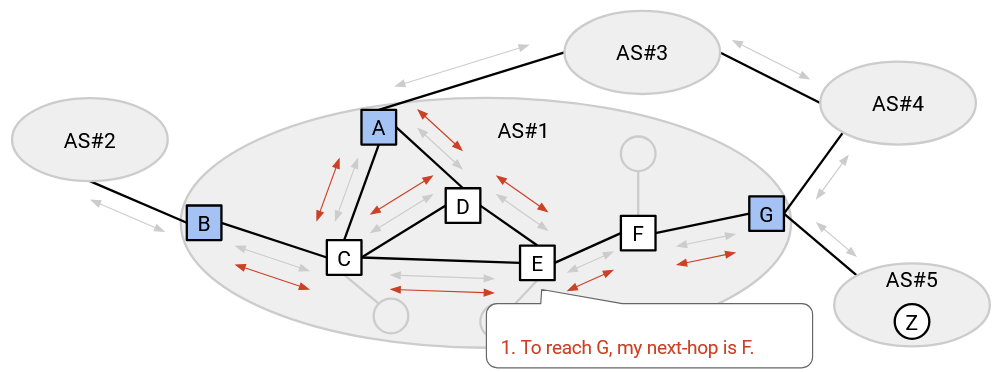 AS#3
AS#4
AS#2
A
AS#1
D
B
G
F
C
E
AS#5
Z
1. To reach G, my next-hop is F.